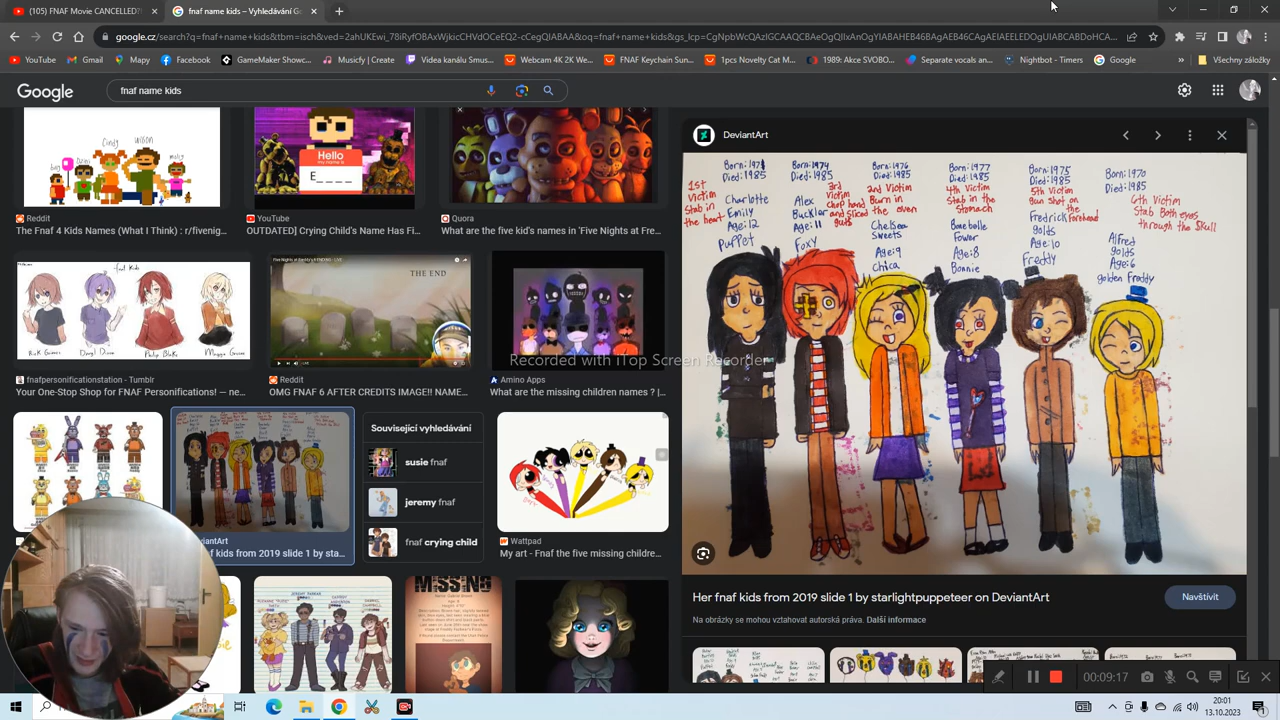 (105) FNAF Movie CANCELLED?
fnaf name kids – Vyhledávání G
google.cz/search?q=fnaf+name+kids&tbm=isch&ved=2ahUKEwi_78iRyfOBAxWjkicCHVdOCeEQ2-cCegQIABAA&oq=fnaf+name+kids&gs_lcp=
YouTube
Gmail
Mapy
Facebook
GameMaker Showc...
Musicfy | Create
Video kanálu Smus...
Webcam 4K 2K We...
FNAF Keychain Sun...
1pcs Novelty Cat M...
1989: Akce SVOBO...
Separate vocals an...
Nightbot - Timers
Google
Všechny záložky
Google
fnaf name kids
Cindy
wilson
molly
Hello
my name is
E____
Reddit
The Fnaf 4 Kids Names (What I Think) : r/fivenig...
YouTube
OUTDATED] Crying Child's Name Has Fi...
Quora
What are the five kid's names in 'Five Nights at Fre...
THE END
fnafpersonificationstation - Tumblr
Your One-Stop Shop for FNAF Personifications! — ne...
Reddit
OMG FNAF 6 AFTER CREDITS IMAGE!! NAME...
Amino Apps
What are the missing children names ? |...
Související vyhledávání
susie fnaf
jeremy fnaf
fnaf crying child
DeviantArt
naf kids from 2019 slide 1 by sta...
Wattpad
My art - Fnaf the five missing childre...
MISSING
DeviantArt
1st
Victim
Stab in
the heart
Died:1985
Charlotte
Emily
Age:12
Puppet
Born:1974
Died:1985
Alex
Buckler
Age:11
Foxy
3rd
Victim
Chop hand
and sliced
guts
Born:1976
Died:1985
2nd Victim
Burn in
the oven
Chelsea
Sweets
Age:9
Chica
Born:1977
Died:1985
4th Victim
Stab in the
Stomach
Age:8
Bonnie
Born:1975
Died:1985
5th Victim
Gun Shot on
the
Forehead
Fredrick
golds
Age:10
Freddy
Born:1970
Died:1985
6th Victim
Stab Both eyes
through the Skull
Alfred
golds
Age:6
golden Freddy
Recorded with iTop Screen Recorder
Her fnaf kids from 2019 slide 1 by starlightpuppeteer on DeviantArt
Navštívit
Na obrázky se mohou vztahovat autorská práva. Další informace
00:09:17
20:01
13.10.2023